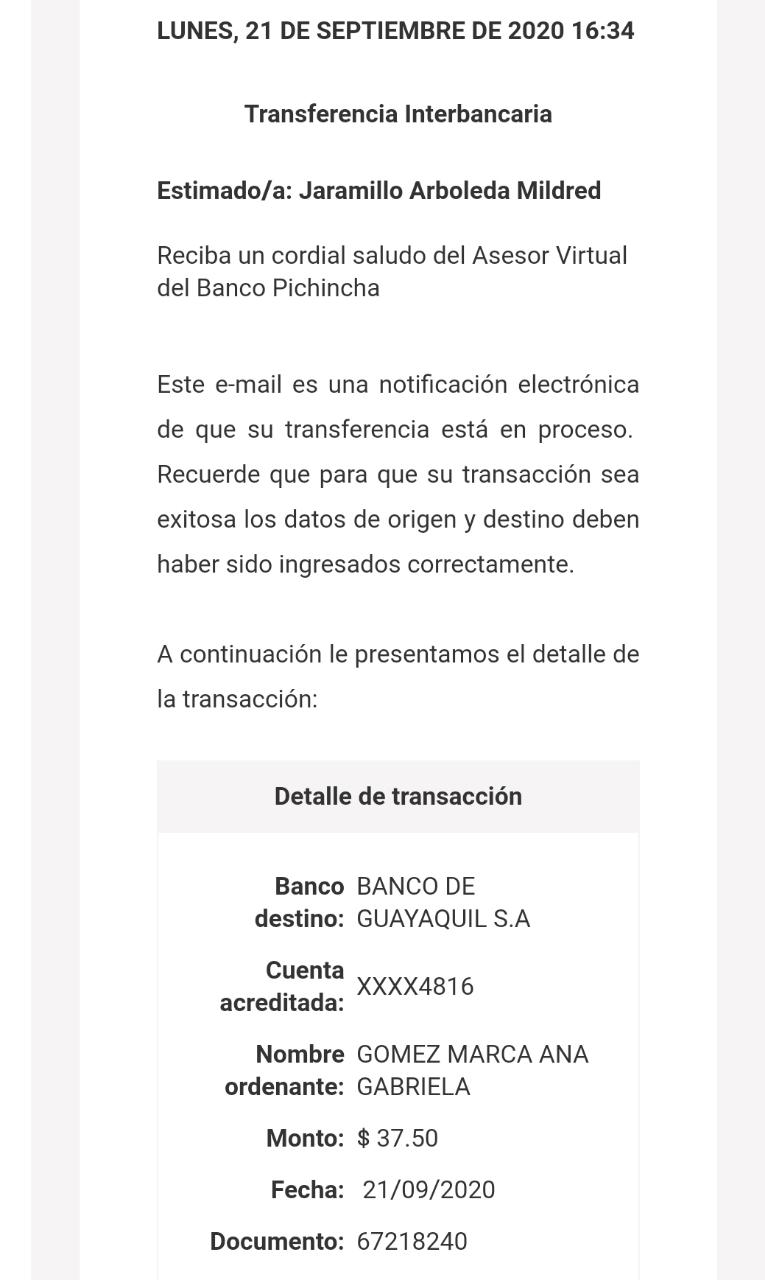 LUNES, 21 DE SEPTIEMBRE DE 2020 16:34
Transferencia Interbancaria
Estimado/a: Jaramillo Arboleda Mildred
Reciba un cordial saludo del Asesor Virtual
del Banco Pichincha
Este e-mail es una notificación electrónica
de que su transferencia está en proceso.
Recuerde que para que su transacción sea
exitosa los datos de origen y destino deben
haber sido ingresados correctamente.
A continuación le presentamos el detalle de
la transacción:
Detalle de transacción
Banco BANCO DE
destino: GUAYAQUIL S.A
Cuenta
acreditada: XXXX4816
Nombre GOMEZ MARCA ANA
ordenante: GABRIELA
Monto: $ 37.50
Fecha: 21/09/2020
Documento: 67218240